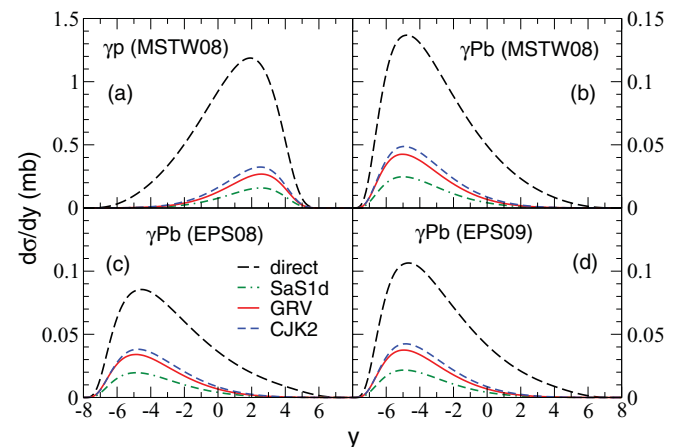 1.5
γp (MSTW08)
(a)
1
0.5
0
0.15
γPb (MSTW08)
(b)
0.1
0.05
0
dσ/dy (mb)
γPb (EPS08)
(c)
0.1
0.05
0
direct
SaS1d
GRV
CJK2
γPb (EPS09)
(d)
0.1
0.05
0
-8 -6 -4 -2 0 2 4 6
-6 -4 -2 0 2 4 6 8
y